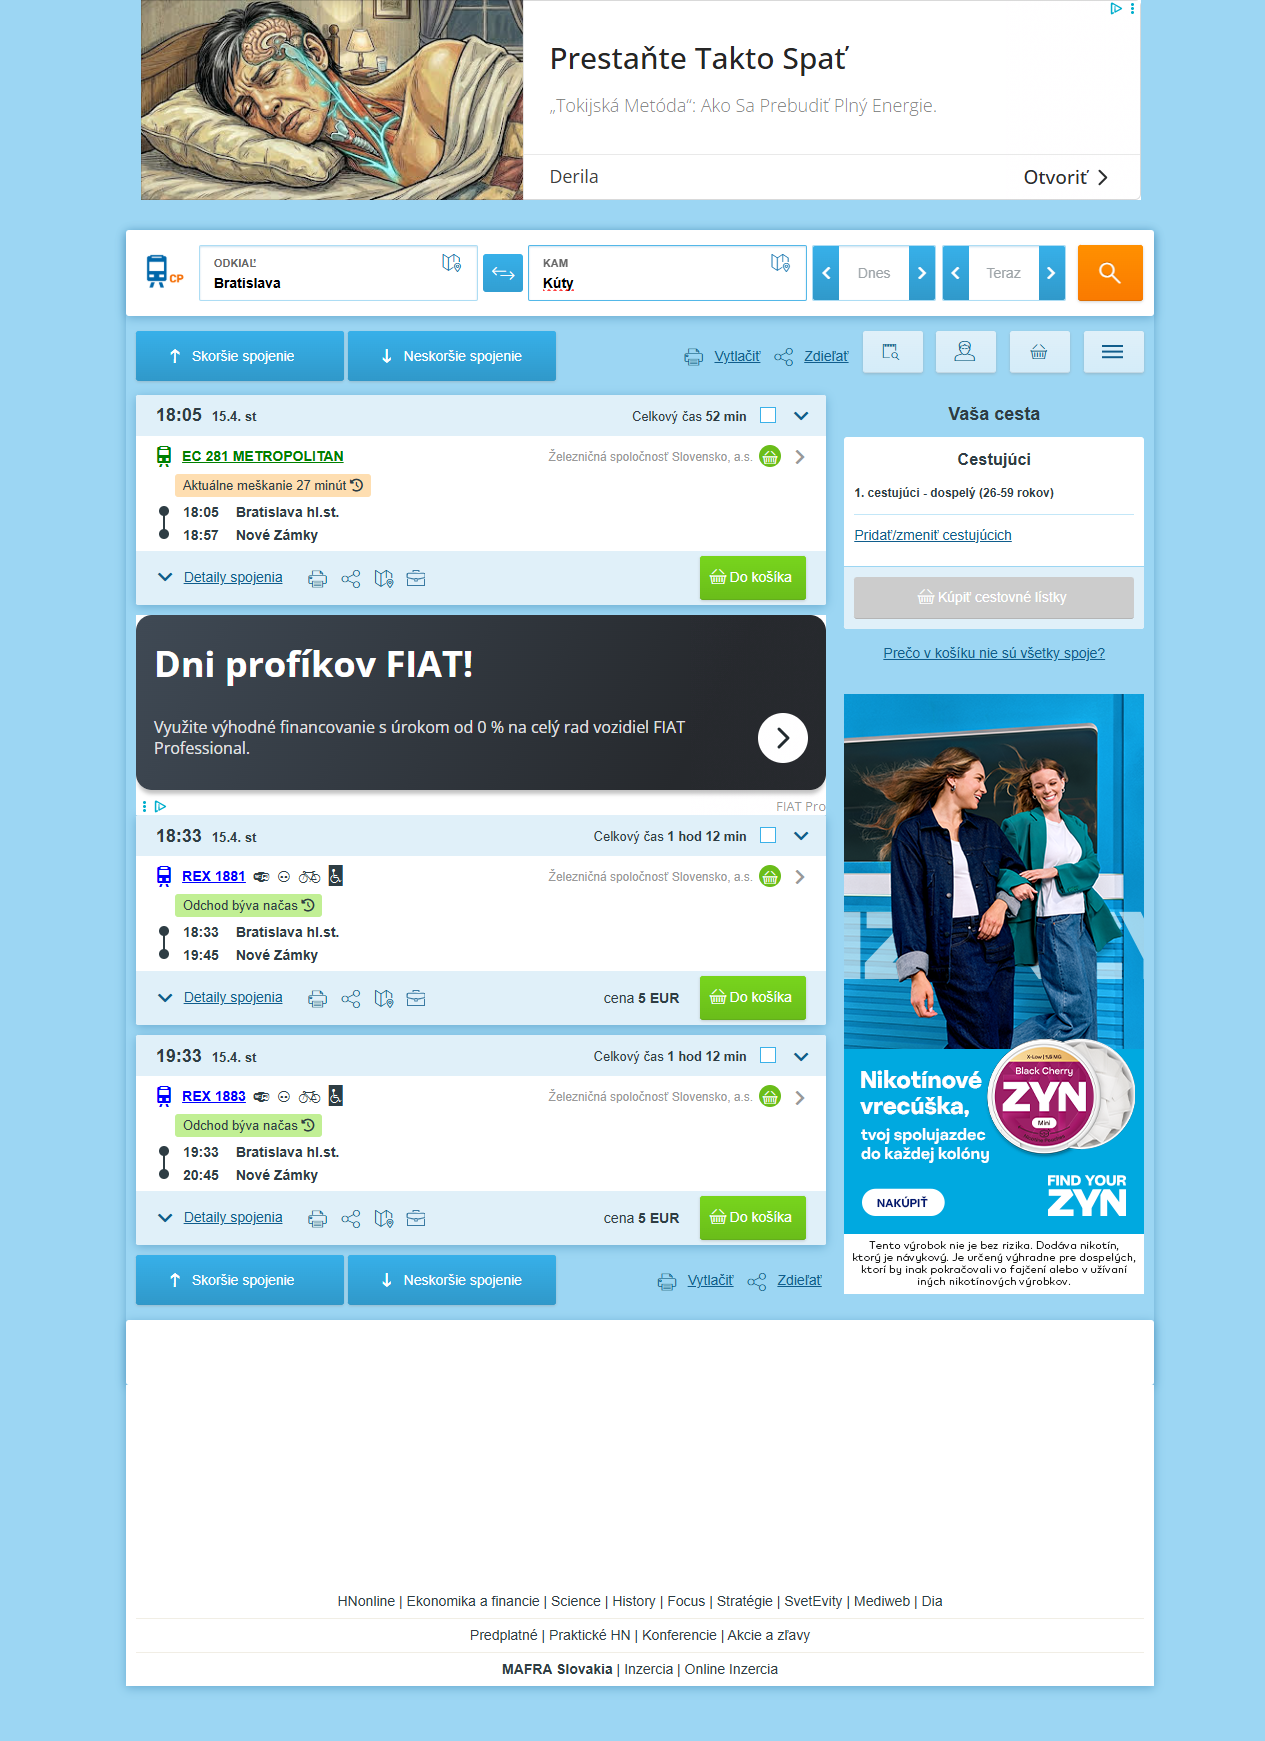 Prestaňte Takto Spať
„Tokijská Metóda“: Ako Sa Prebudiť Plný Energie.
Derila
Otvoriť
CP
ODKIAĽ
Bratislava
KAM
Kúty
Dnes
Teraz
Skoršie spojenie
Neskoršie spojenie
Vytlačiť
Zdieľať
18:05 15.4. st
Celkový čas 52 min
EC 281 METROPOLITAN
Železničná spoločnosť Slovensko, a.s.
Aktuálne meškanie 27 minút
18:05 Bratislava hl.st.
18:57 Nové Zámky
Detaily spojenia
Do košíka
Vaša cesta
Cestujúci
1. cestujúci - dospelý (26-59 rokov)
Pridať/zmeniť cestujúcich
Kúpiť cestovné lístky
Prečo v košíku nie sú všetky spoje?
Dni profíkov FIAT!
Využite výhodné financovanie s úrokom od 0 % na celý rad vozidiel FIAT
Professional.
FIAT Pro
18:33 15.4. st
Celkový čas 1 hod 12 min
REX 1881
Železničná spoločnosť Slovensko, a.s.
Odchod býva načas
18:33 Bratislava hl.st.
19:45 Nové Zámky
Detaily spojenia
cena 5 EUR
Do košíka
19:33 15.4. st
Celkový čas 1 hod 12 min
REX 1883
Železničná spoločnosť Slovensko, a.s.
Odchod býva načas
19:33 Bratislava hl.st.
20:45 Nové Zámky
Detaily spojenia
cena 5 EUR
Do košíka
Skoršie spojenie
Neskoršie spojenie
Vytlačiť
Zdieľať
Nikotínové
vrecúška,
tvoj spolujazdec
do každej kolóny
NAKÚPIŤ
Black Cherry
ZYN
Mini
FIND YOUR
ZYN
Tento výrobok nie je bez rizika. Dodáva nikotín,
ktorý je návykový. Je určený výhradne pre dospelých,
ktorí by inak pokračovali vo fajčení alebo v užívaní
iných nikotínových výrobkov.
HNonline | Ekonomika a financie | Science | History | Focus | Stratégie | SvetEvity | Mediweb | Dia
Predplatné | Praktické HN | Konferencie | Akcie a zľavy
MAFRA Slovakia | Inzercia | Online Inzercia